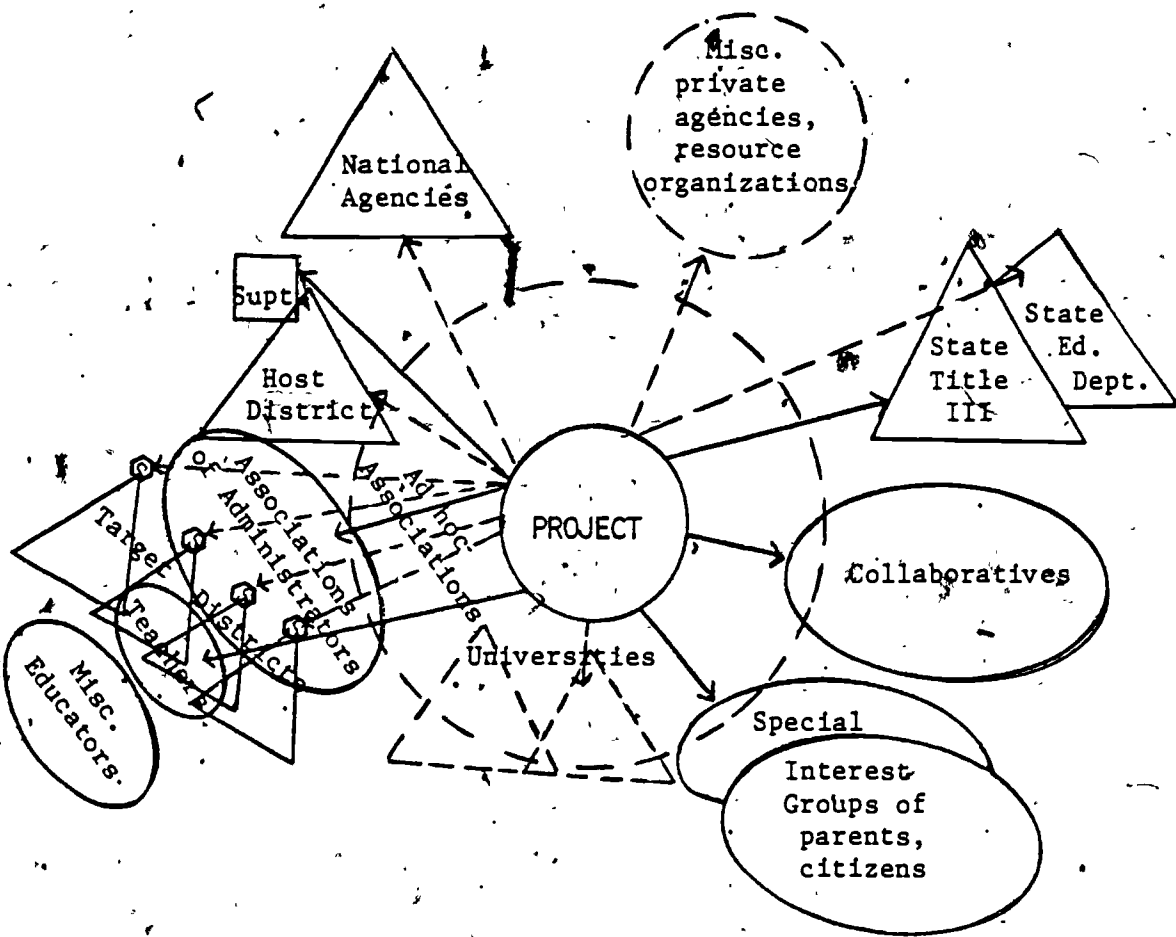 Misc.
private
agencies,
resource
organizations
National
Agencies
Supt.
Host
District
State
Title
III
State
Ed.
Dept.
Associations
of Administrators
Ad hoc
Associations
PROJECT
Target Districts
Teachers
Misc.
Educators.
Collaboratives
Universities
Special
Interest
Groups of
parents,
citizens